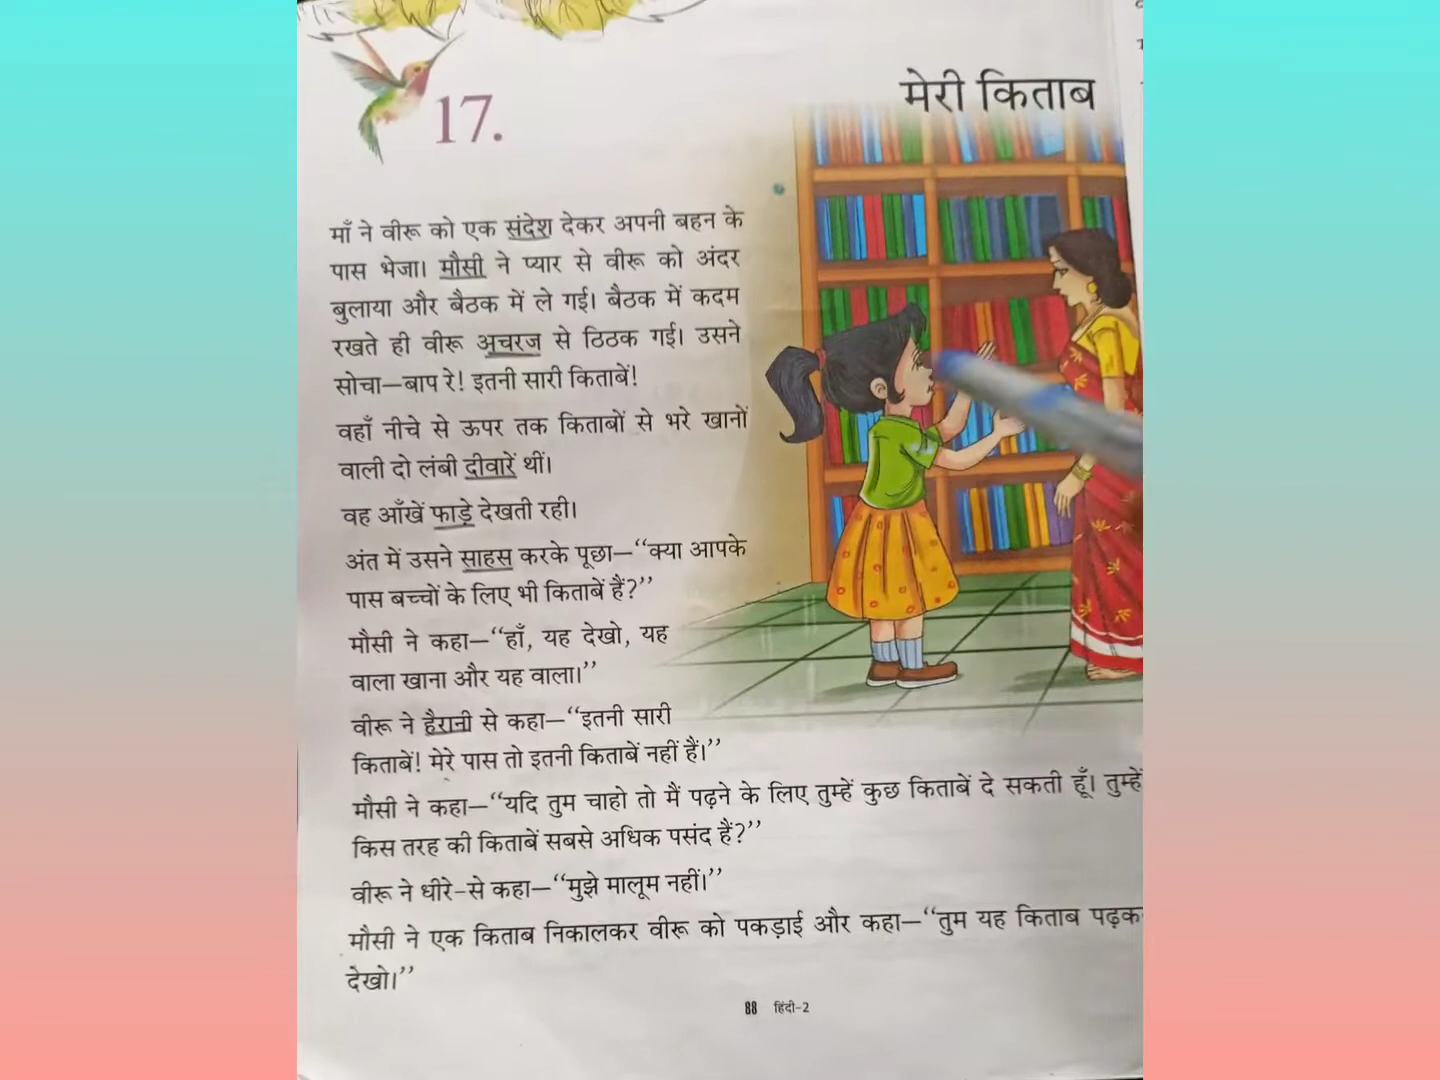 17.
मेरी किताब
माँ ने वीरू को एक संदेश देकर अपनी बहन के
पास भेजा। मौसी ने प्यार से वीरू को अंदर
बुलाया और बैठक में ले गई। बैठक में कदम
रखते ही वीरू अचरज से ठिठक गई। उसने
सोचा—बाप रे! इतनी सारी किताबें!
वहाँ नीचे से ऊपर तक किताबों से भरे खानों
वाली दो लंबी दीवारें थीं।
वह आँखें फाड़े देखती रही।
अंत में उसने साहस करके पूछा—“क्या आपके
पास बच्चों के लिए भी किताबें हैं?”
मौसी ने कहा—“हाँ, यह देखो, यह
वाला खाना और यह वाला।”
वीरू ने हैरानी से कहा—“इतनी सारी
किताबें! मेरे पास तो इतनी किताबें नहीं हैं।”
मौसी ने कहा—“यदि तुम चाहो तो मैं पढ़ने के लिए तुम्हें कुछ किताबें दे सकती हूँ। तुम्हें
किस तरह की किताबें सबसे अधिक पसंद हैं?”
वीरू ने धीरे-से कहा—“मुझे मालूम नहीं।”
मौसी ने एक किताब निकालकर वीरू को पकड़ाई और कहा—“तुम यह किताब पढ़क
देखो।”
88 हिंदी-2